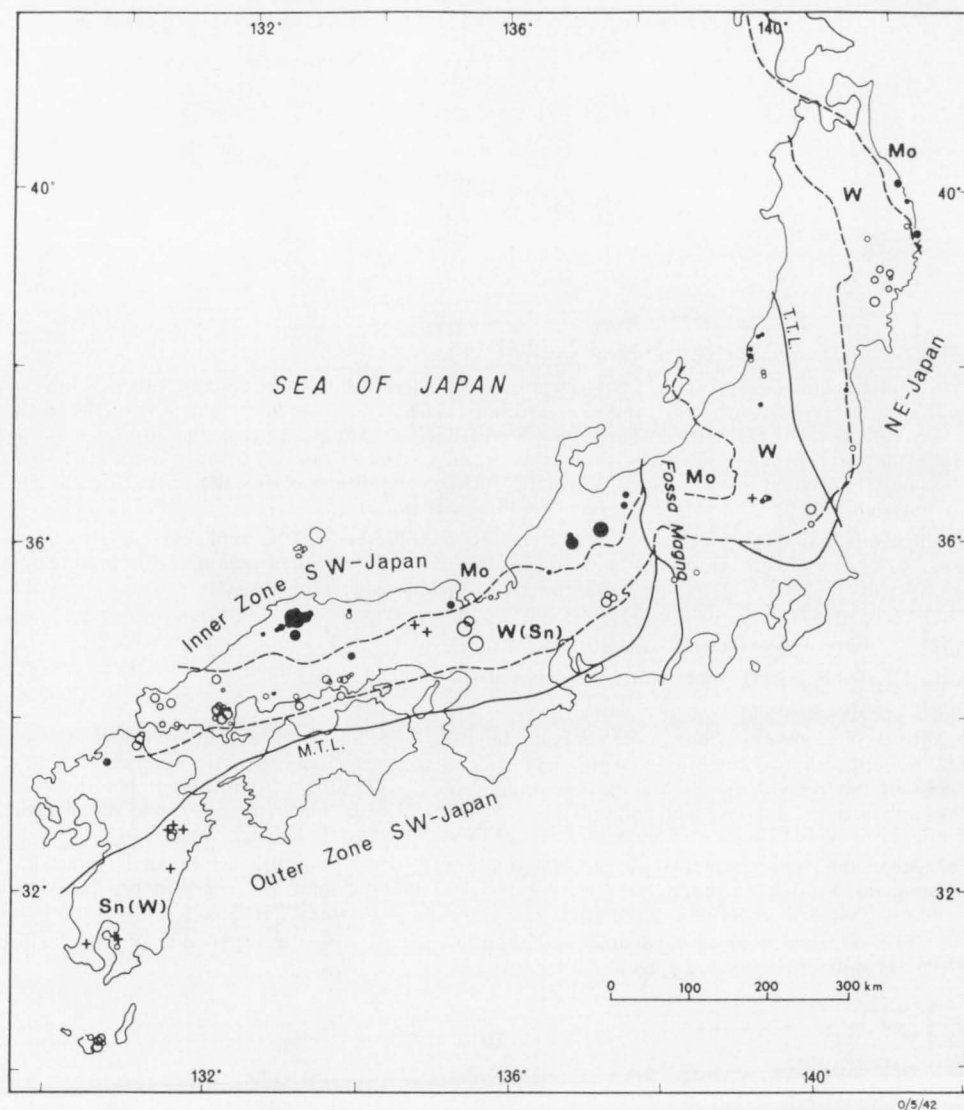 132°
136°
140°
Mo
40°
W
40°
T.T.L.
SEA OF JAPAN
NE-Japan
W
Mo
Fossa Magna
36°
36°
Inner Zone SW-Japan
Mo
W(Sn)
M.T.L.
Outer Zone SW-Japan
32°
32°
Sn(W)
0 100 200 300 km
132°
136°
140°
0/5/42